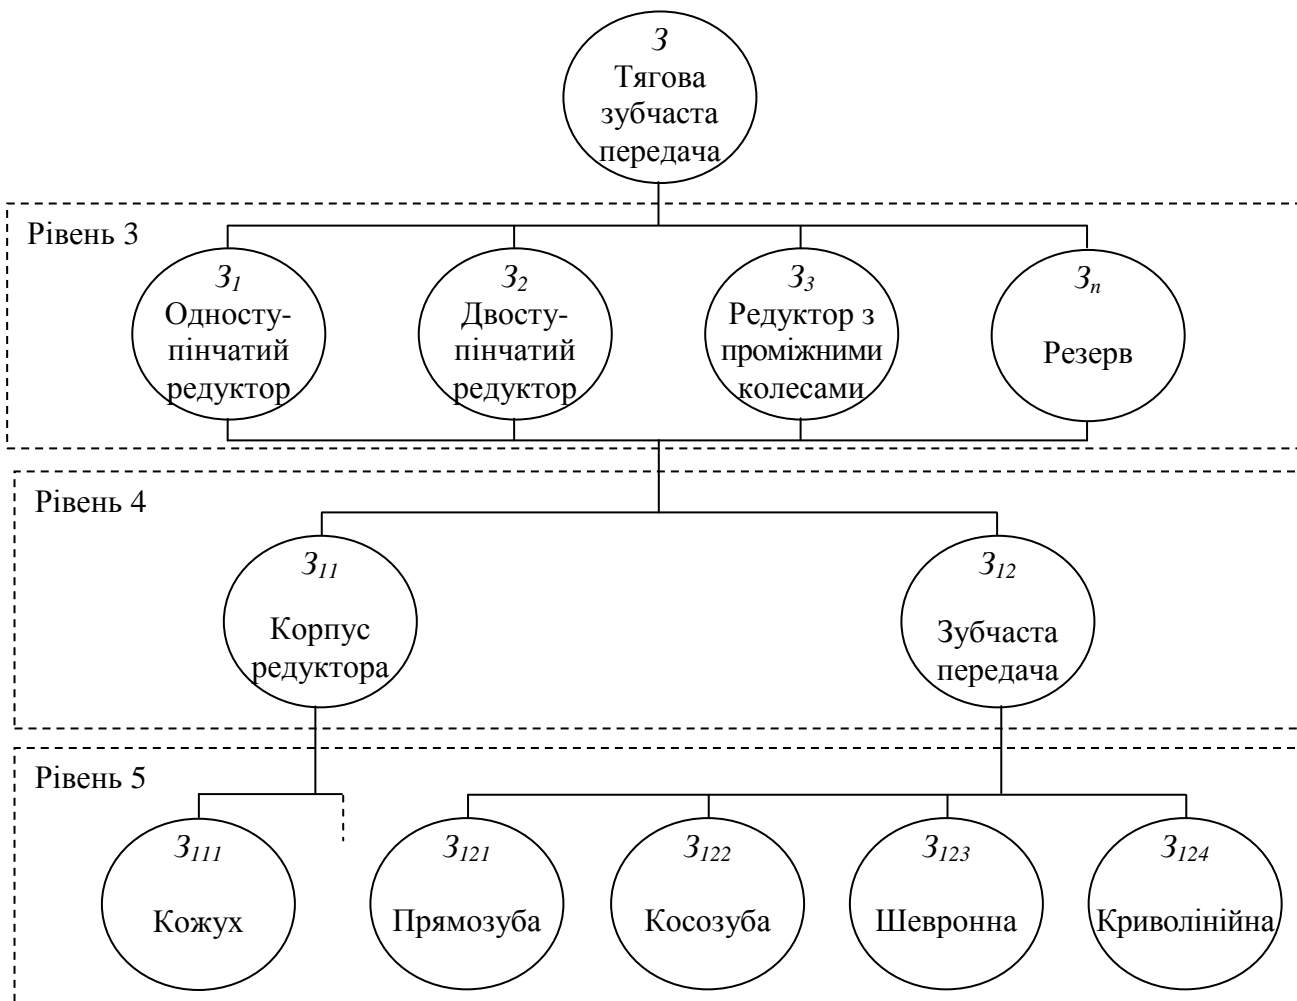 З
Тягова
зубчаста
передача
Рівень 3
З1
Односту-
пінчатий
редуктор
З2
Двосту-
пінчатий
редуктор
З3
Редуктор з
проміжними
колесами
Зn
Резерв
Рівень 4
З11
Корпус
редуктора
З12
Зубчаста
передача
Рівень 5
З111
Кожух
З121
Прямозуба
З122
Косозуба
З123
Шевронна
З124
Криволінійна